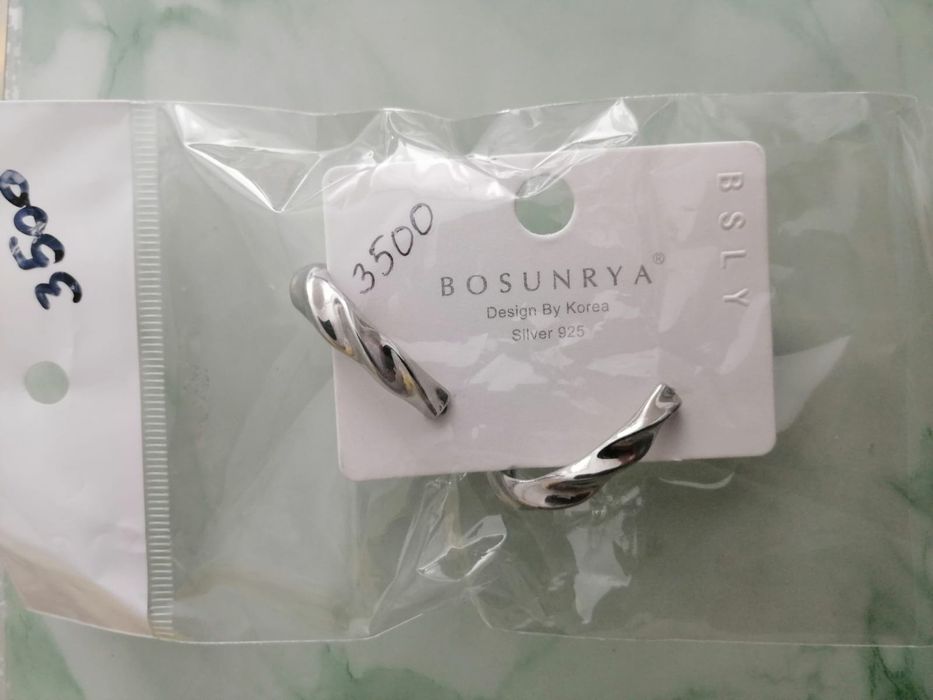 3500
3500
BOSUNRYA®
Design By Korea
Silver 925
BSLY